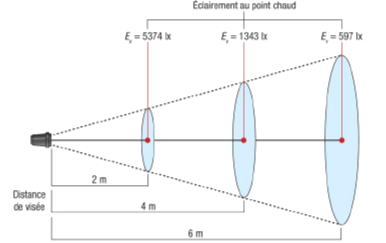 Éclairement au point chaud
Ev = 5374 lx
Ev = 1343 lx
Ev = 597 lx
2 m
Distance
de visée
4 m
6 m